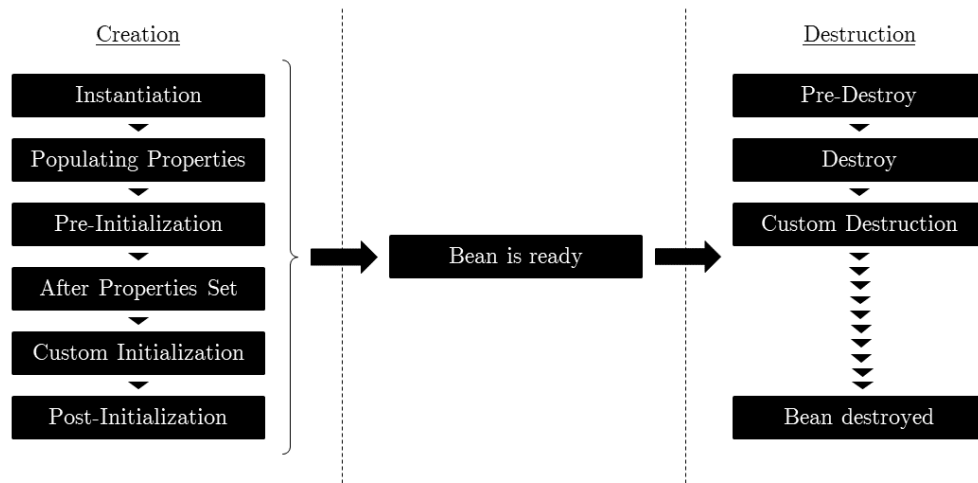 Creation
Instantiation
Populating Properties
Pre-Initialization
After Properties Set
Custom Initialization
Post-Initialization
Bean is ready
Destruction
Pre-Destroy
Destroy
Custom Destruction
Bean destroyed